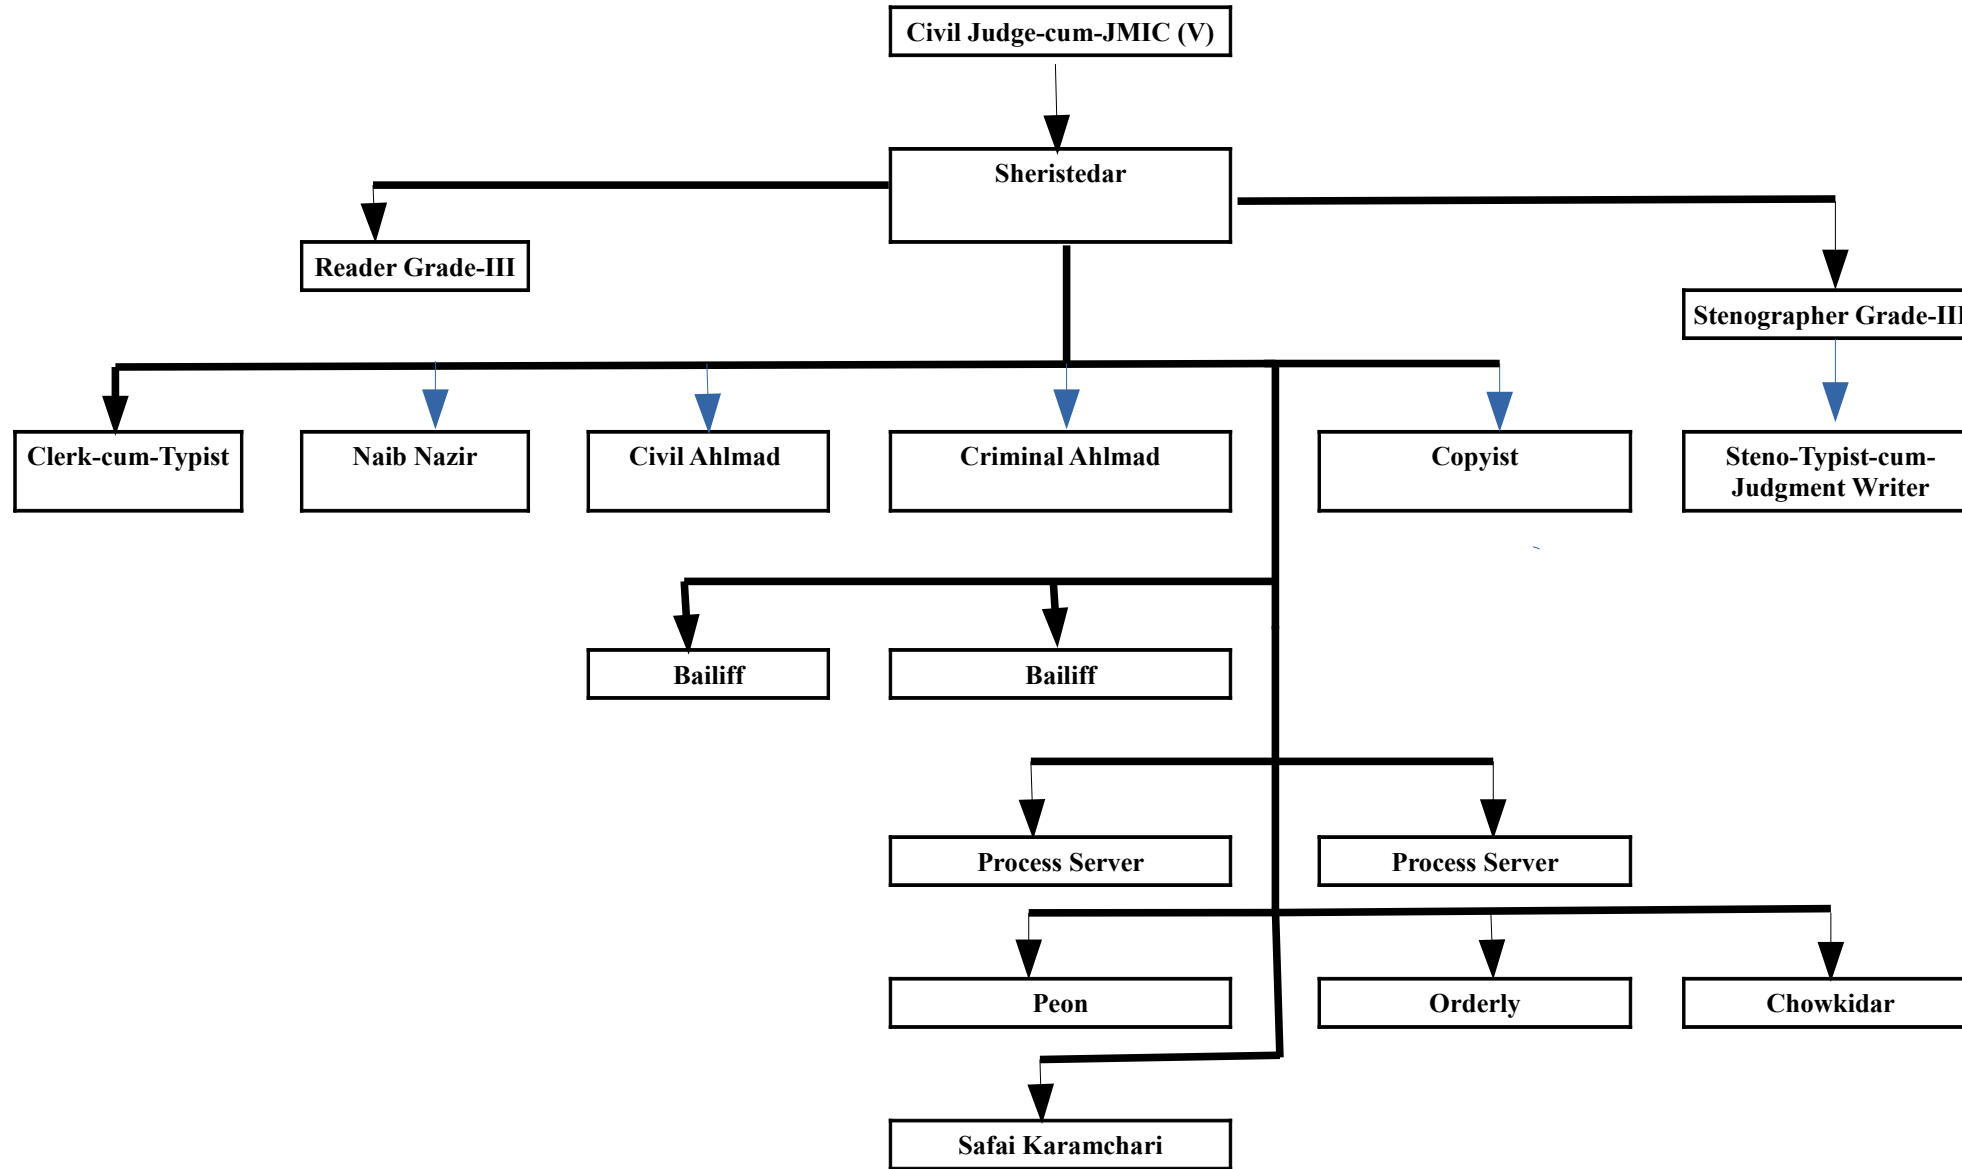 Civil Judge-cum-JMIC (V)
Sheristedar
Reader Grade-III
Stenographer Grade-III
Clerk-cum-Typist
Naib Nazir
Civil Ahlmad
Criminal Ahlmad
Copyist
Steno-Typist-cum-
Judgment Writer
Bailiff
Bailiff
Process Server
Process Server
Peon
Orderly
Chowkidar
Safai Karamchari